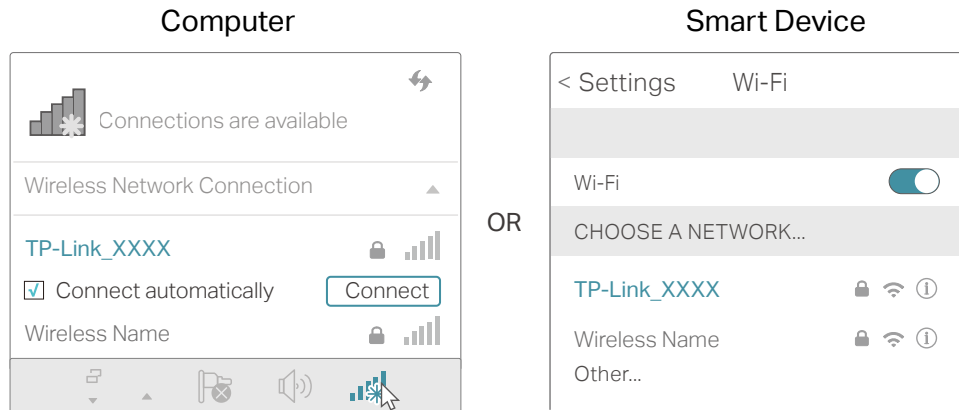 Computer
Connections are available
Wireless Network Connection
TP-Link_XXXX
Connect automatically Connect
Wireless Name
OR
Smart Device
< Settings Wi-Fi
Wi-Fi
CHOOSE A NETWORK...
TP-Link_XXXX
Wireless Name
Other...